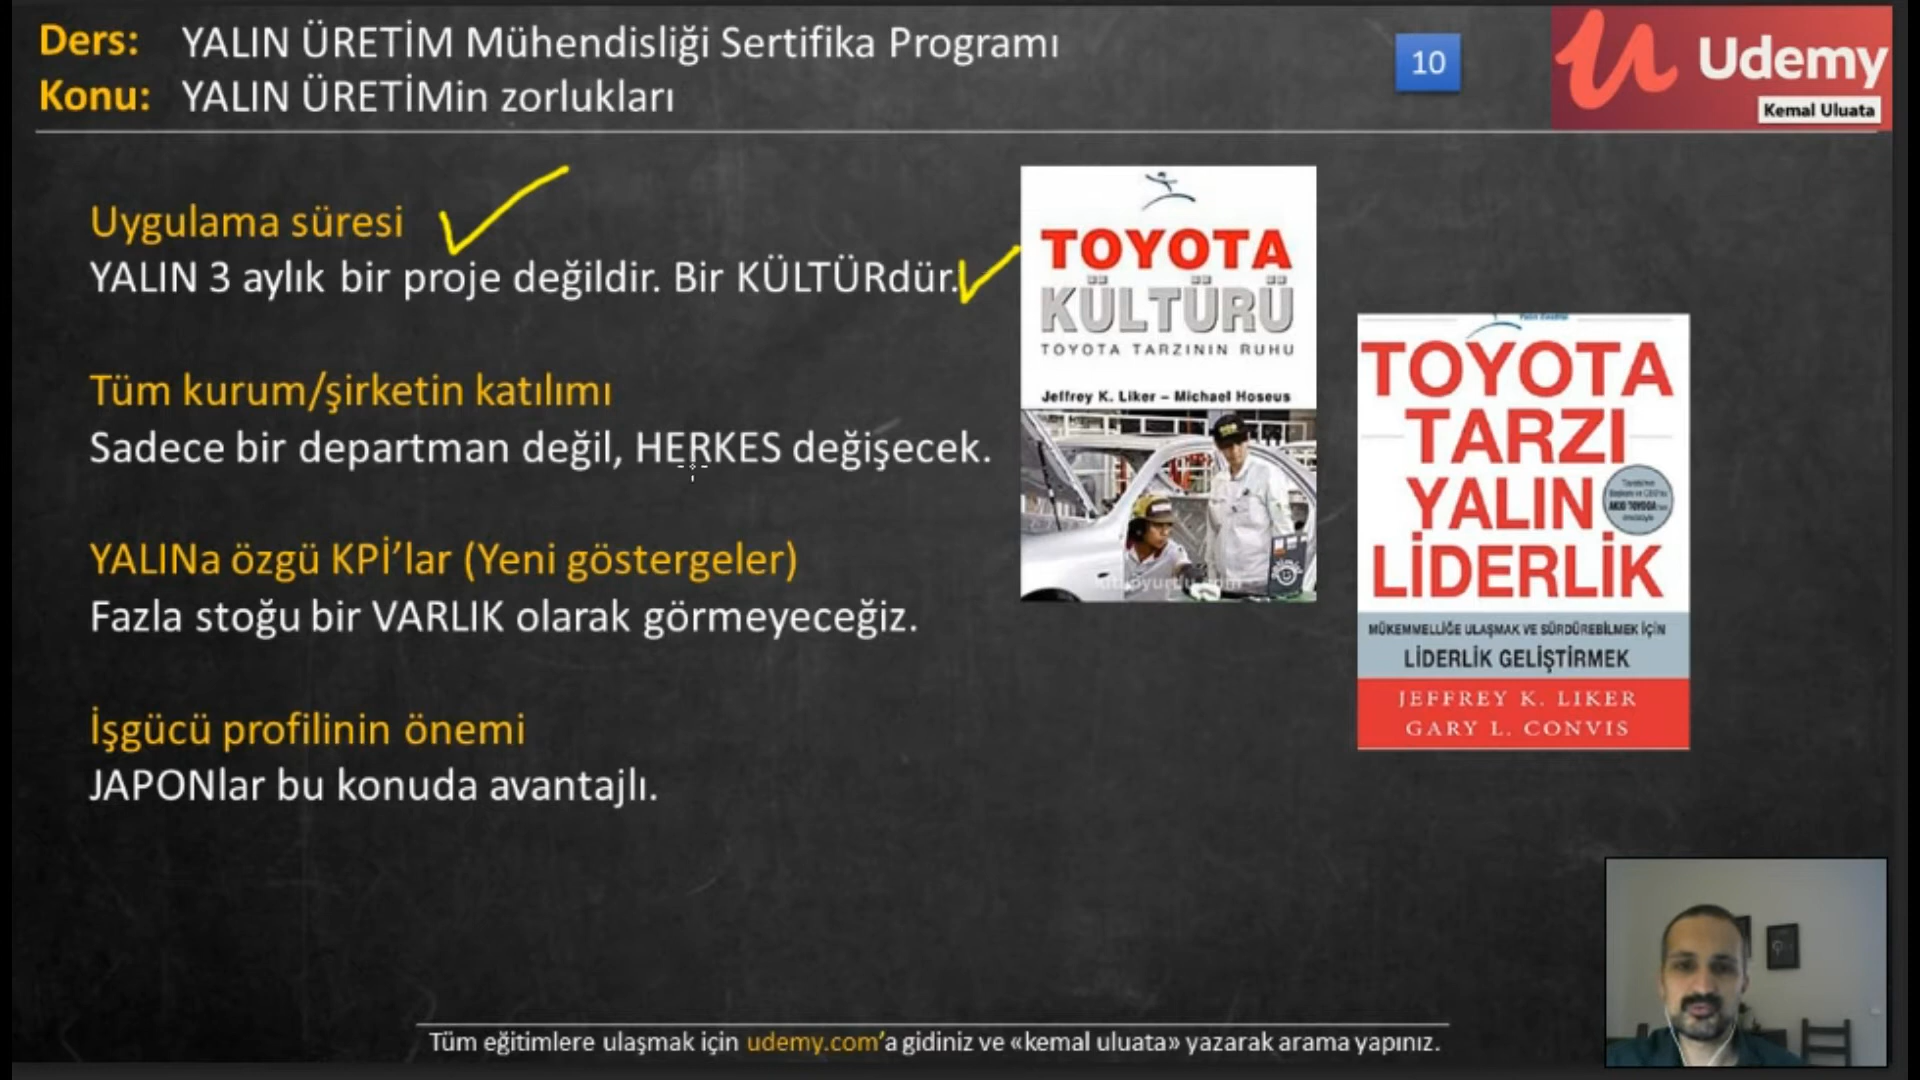 Ders: YALIN ÜRETİM Mühendisliği Sertifika Programı
Konu: YALIN ÜRETİMin zorlukları
10
Udemy
Kemal Uluata
Uygulama süresi
YALIN 3 aylık bir proje değildir. Bir KÜLTÜRdür.
Tüm kurum/şirketin katılımı
Sadece bir departman değil, HERKES değişecek.
YALINa özgü KPİ’lar (Yeni göstergeler)
Fazla stoğu bir VARLIK olarak görmeyeceğiz.
İşgücü profilinin önemi
JAPONlar bu konuda avantajlı.
TOYOTA
KÜLTÜRÜ
TOYOTA TARZININ RUHU
Jeffrey K. Liker – Michael Hoseus
TOYOTA
TARZI
YALIN
LİDERLİK
AKIO TOYODA
MÜKEMMELLİĞE ULAŞMAK VE SÜRDÜREBİLMEK İÇİN
LİDERLİK GELİŞTİRMEK
JEFFREY K. LIKER
GARY L. CONVIS
Tüm eğitimlere ulaşmak için udemy.com’a gidiniz ve «kemal uluata» yazarak arama yapınız.